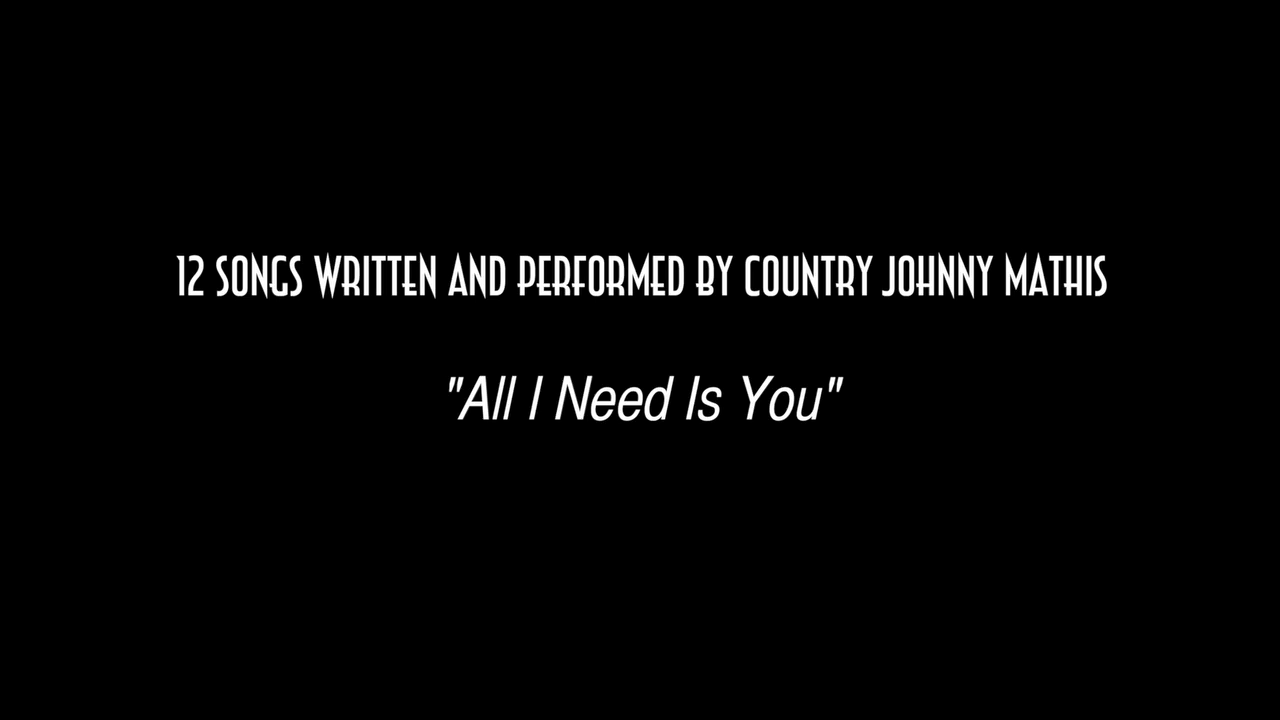 12 SONGS WRITTEN AND PERFORMED BY COUNTRY JOHNNY MATHIS
"All I Need Is You"